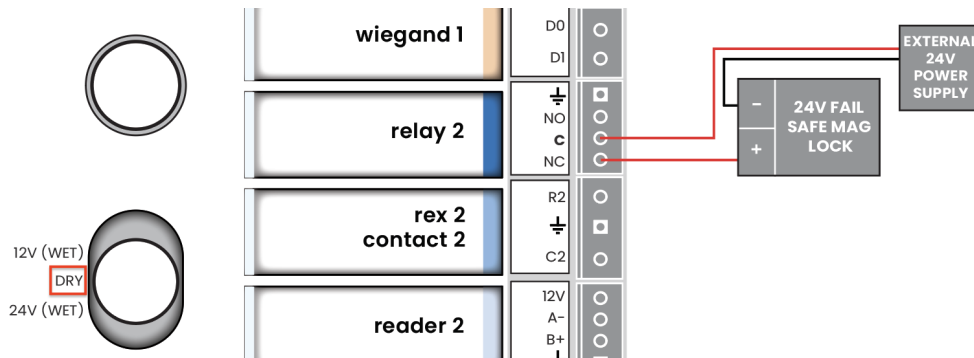 12V (WET)
DRY
24V (WET)
wiegand 1
relay 2
rex 2
contact 2
reader 2
D0
D1
NO
C
NC
R2
C2
12V
A-
B+
-
+
24V FAIL
SAFE MAG
LOCK
EXTERNAL
24V
POWER
SUPPLY